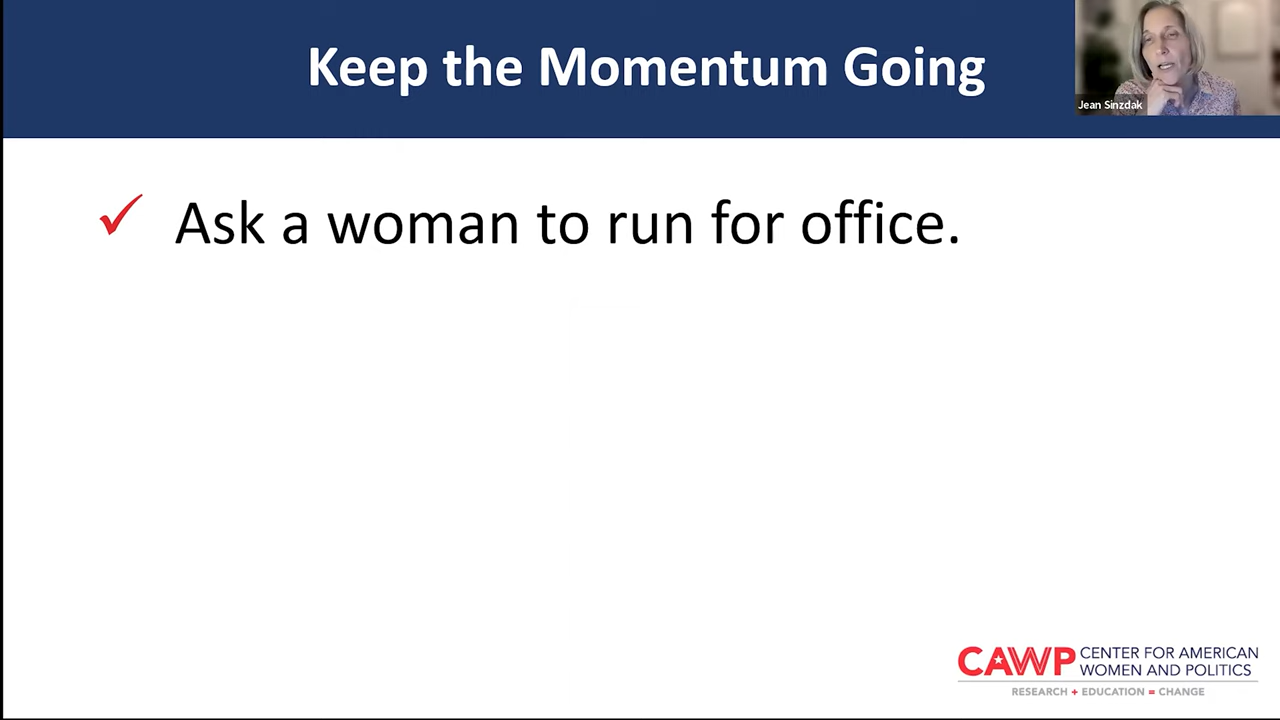 Keep the Momentum Going
Jean Sinzdak
✓ Ask a woman to run for office.
CAWP CENTER FOR AMERICAN
WOMEN AND POLITICS
RESEARCH + EDUCATION = CHANGE